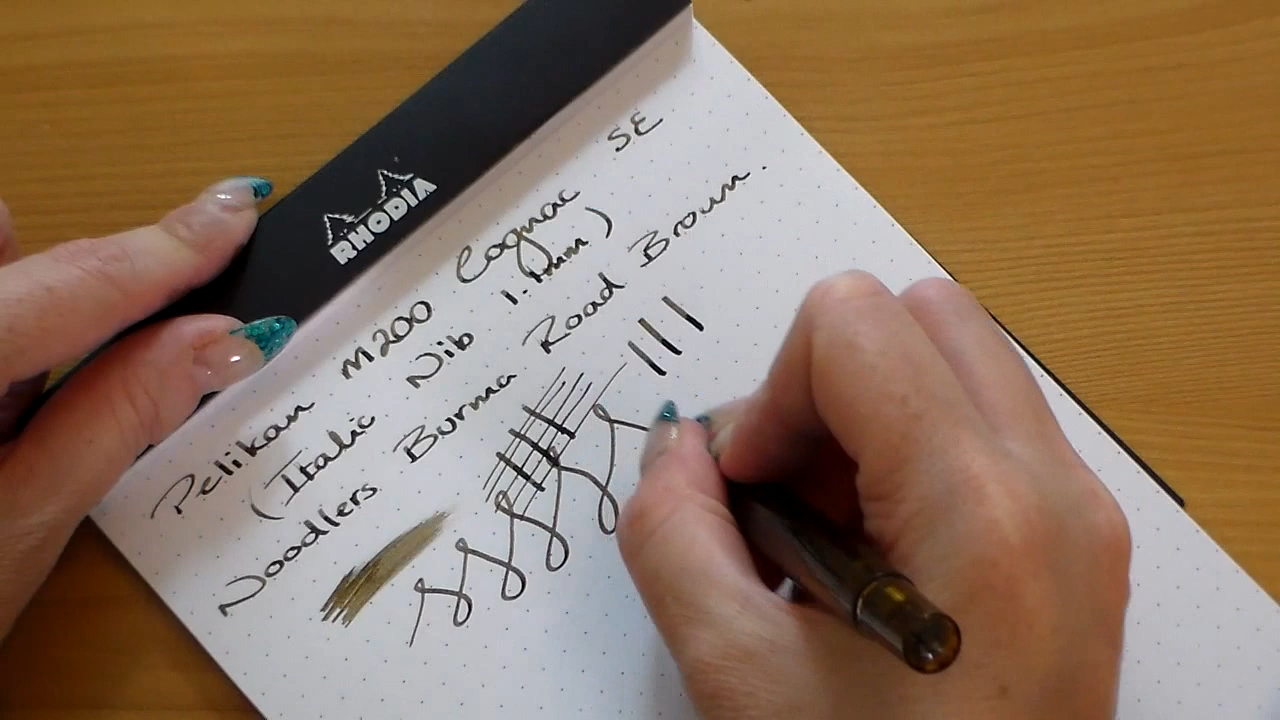 RHODIA
Pelikan M200 Cognac SE
(Italic Nib 1.1mm)
Noodlers Burma Road Brown.